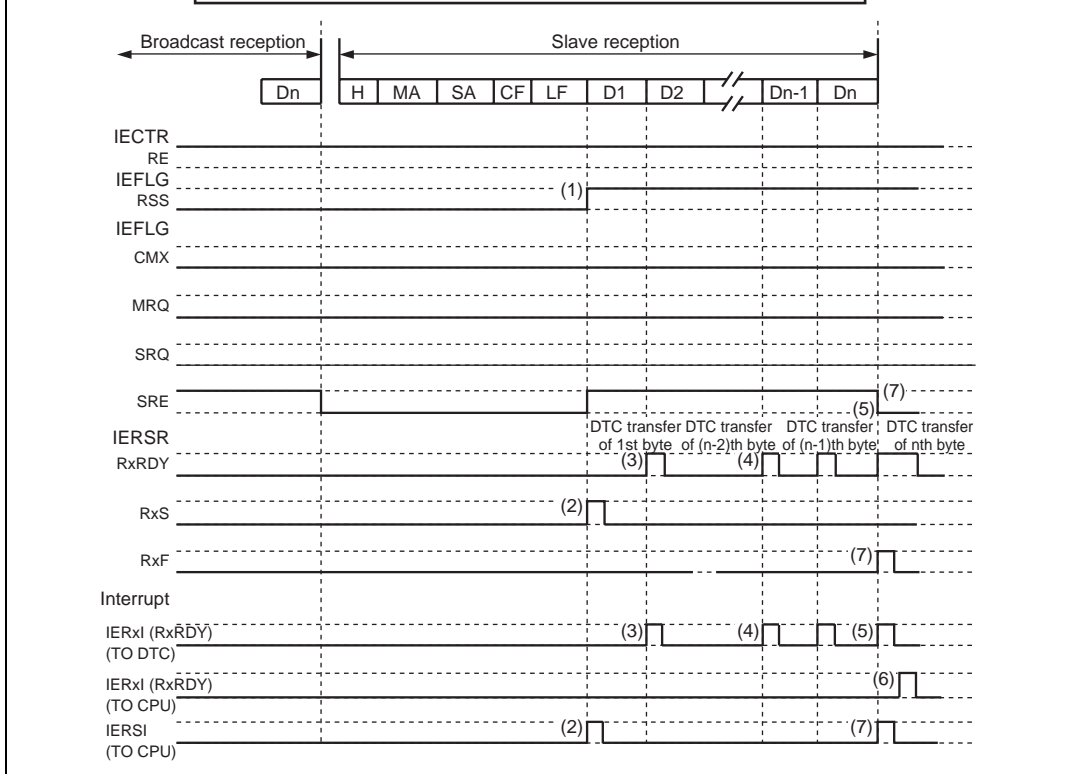 Broadcast reception Slave reception
Dn H MA SA CF LF D1 D2 Dn-1 Dn
IECTR
RE
IEFLG
RSS (1)
IEFLG
CMX
MRQ
SRQ
SRE (7)
(5)
DTC transfer DTC transfer DTC transfer DTC transfer
IERSR of 1st byte of (n-2)th byte of (n-1)th byte of nth byte
RxRDY (3) (4)
RxS (2)
RxF (7)
Interrupt
IERxI (RxRDY) (3) (4) (5)
(TO DTC)
IERxI (RxRDY) (6)
(TO CPU)
IERSI (2) (7)
(TO CPU)